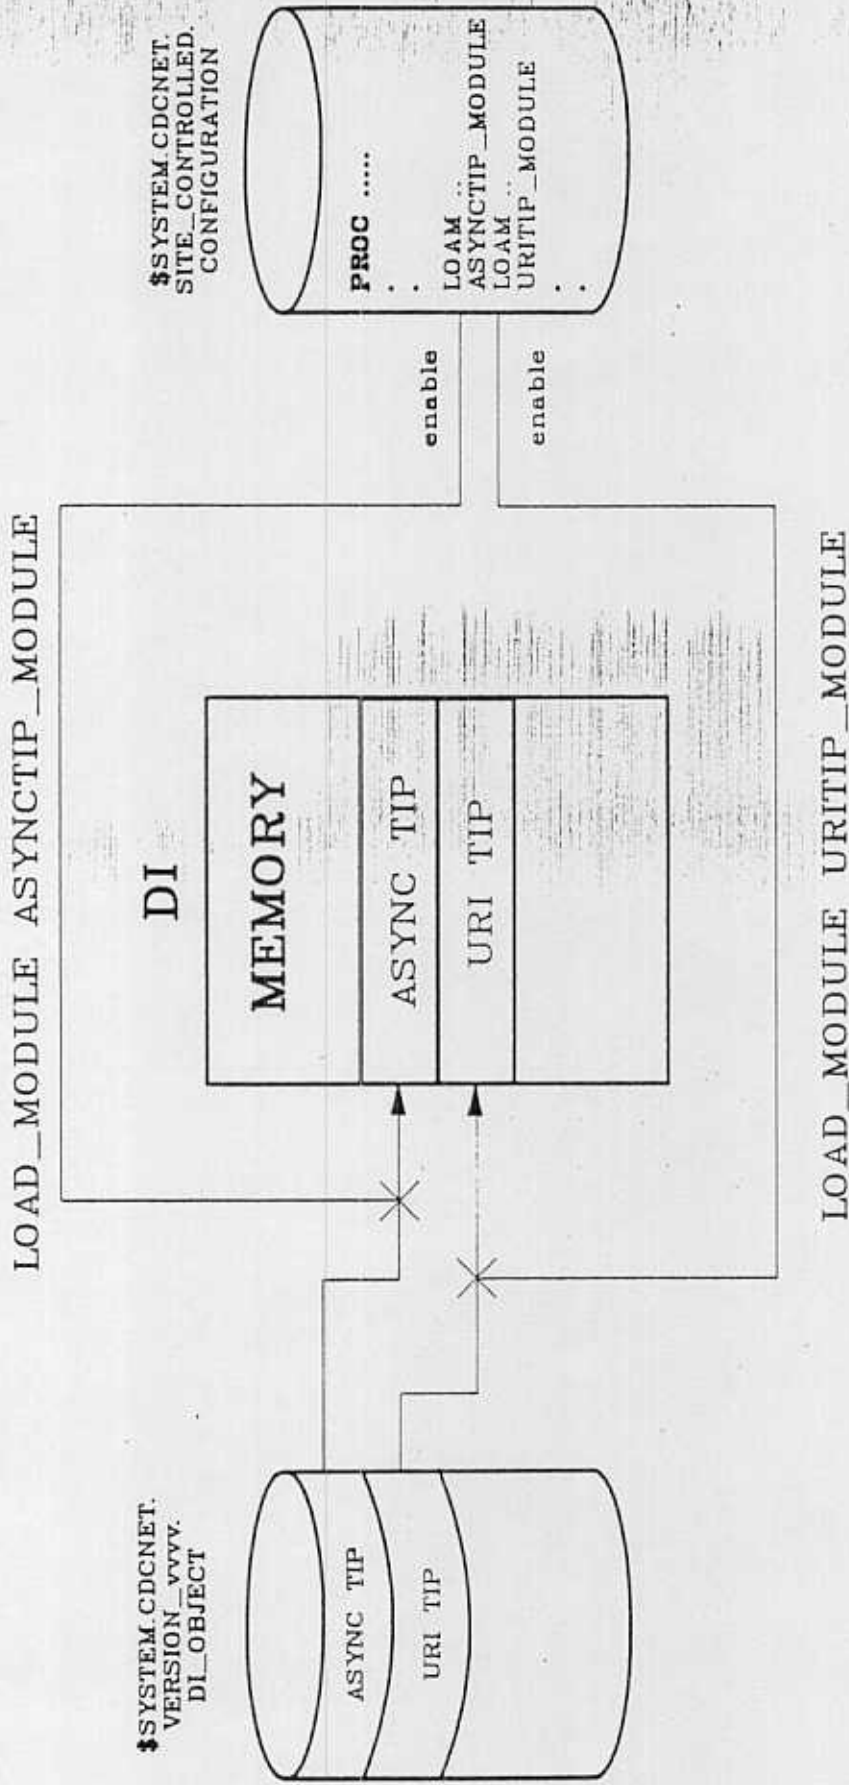 LOAD_MODULE ASYNCTIP_MODULE
$SYSTEM.CDCNET.
VERSION_vvvv.
DI_OBJECT
ASYNC TIP
URI TIP
DI
MEMORY
ASYNC TIP
URI TIP
enable
enable
$SYSTEM.CDCNET.
SITE_CONTROLLED.
CONFIGURATION
PROC .....
.
.
LOAM ..
ASYNCTIP_MODULE
LOAM ..
URITIP_MODULE
.
.
LOAD_MODULE URITIP_MODULE